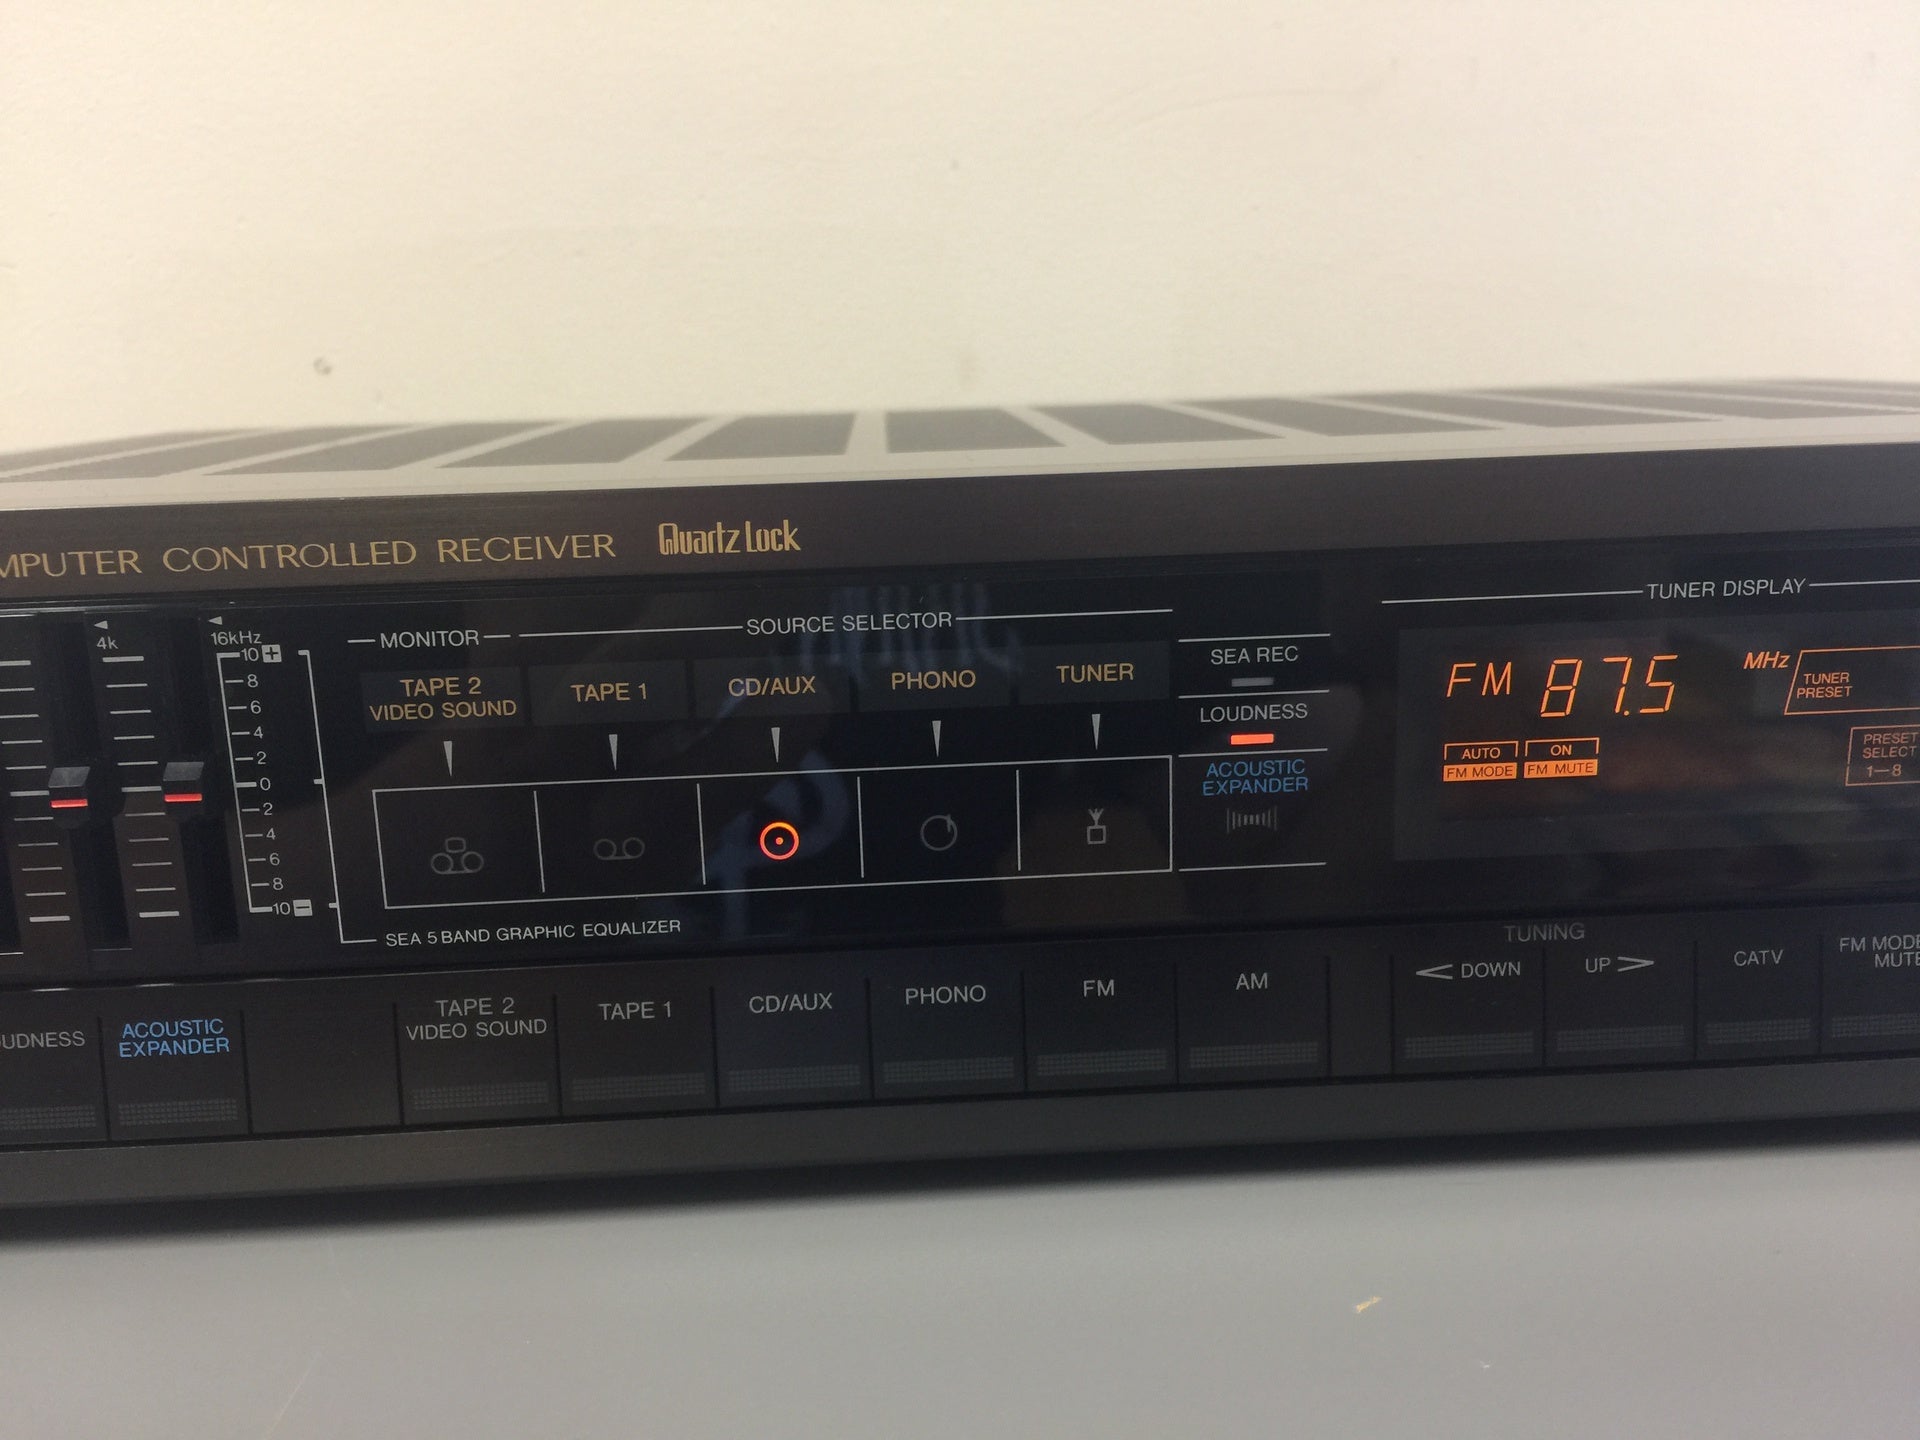 MPUTER CONTROLLED RECEIVER Quartz Lock
4k
16kHz
10 +
8
6
4
2
0
2
4
6
8
10 −
MONITOR
SOURCE SELECTOR
TAPE 2
VIDEO SOUND
TAPE 1
CD/AUX
PHONO
TUNER
SEA REC
LOUDNESS
ACOUSTIC
EXPANDER
SEA 5 BAND GRAPHIC EQUALIZER
TUNER DISPLAY
FM 87.5 MHz
TUNER
PRESET
AUTO
FM MODE
ON
FM MUTE
PRESET
SELECT
1—8
UDNESS
ACOUSTIC
EXPANDER
TAPE 2
VIDEO SOUND
TAPE 1
CD/AUX
PHONO
FM
AM
TUNING
< DOWN
UP >
CATV
FM MODE
MUTE